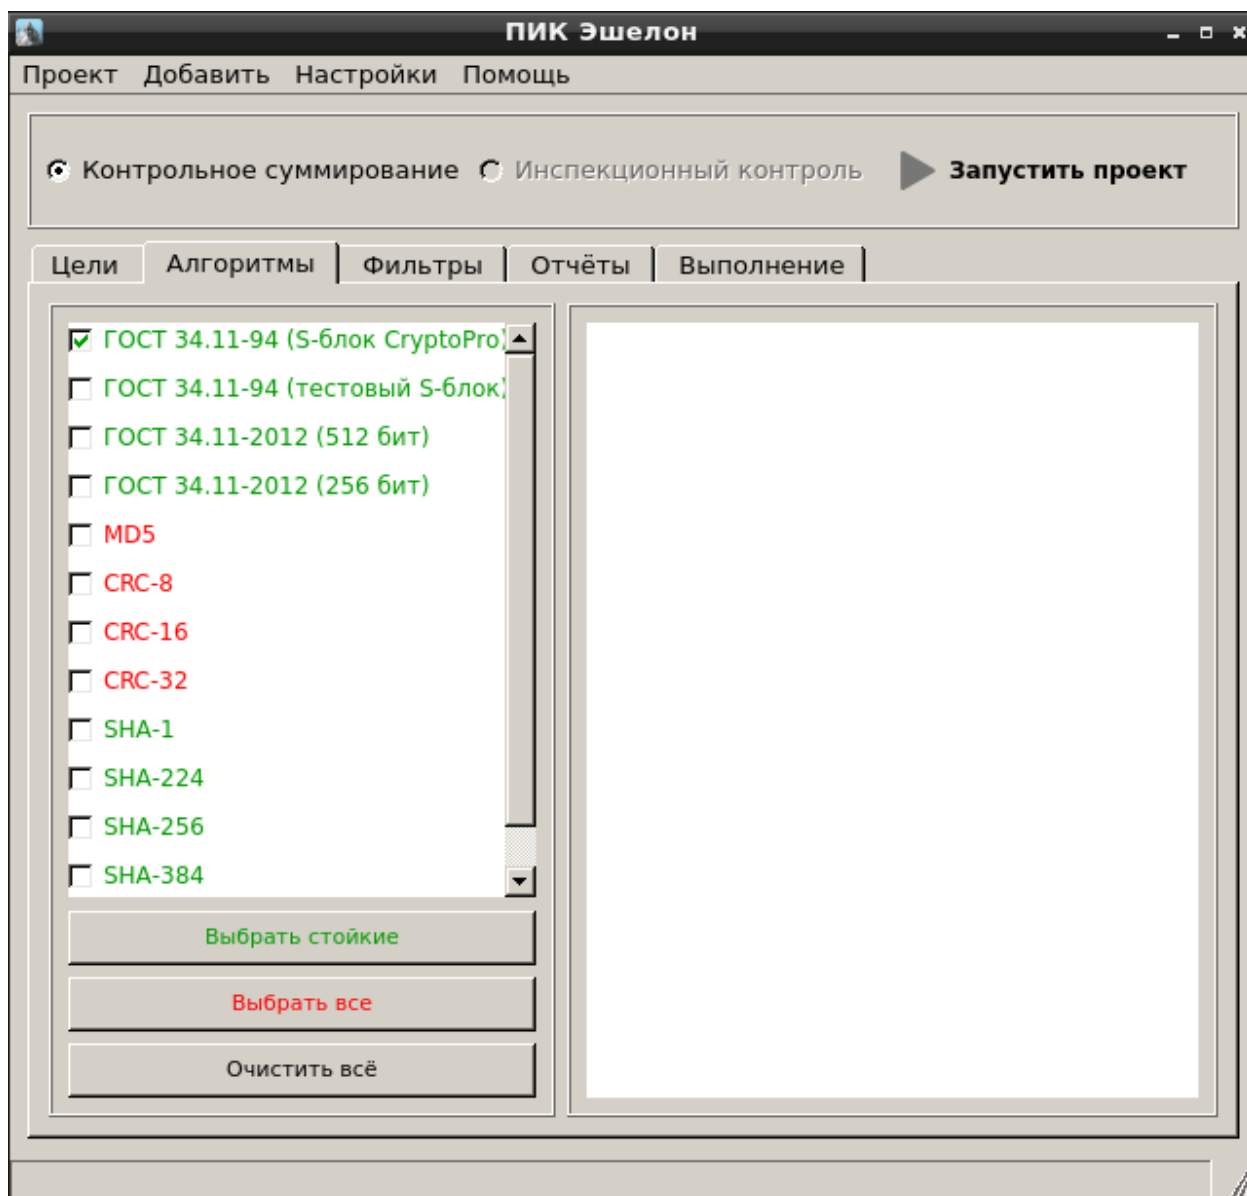 ПИК Эшелон
Проект Добавить Настройки Помощь
Контрольное суммирование Инспекционный контроль Запустить проект
Цели Алгоритмы Фильтры Отчёты Выполнение
ГОСТ 34.11-94 (S-блок CryptoPro)
ГОСТ 34.11-94 (тестовый S-блок)
ГОСТ 34.11-2012 (512 бит)
ГОСТ 34.11-2012 (256 бит)
MD5
CRC-8
CRC-16
CRC-32
SHA-1
SHA-224
SHA-256
SHA-384
Выбрать стойкие
Выбрать все
Очистить всё